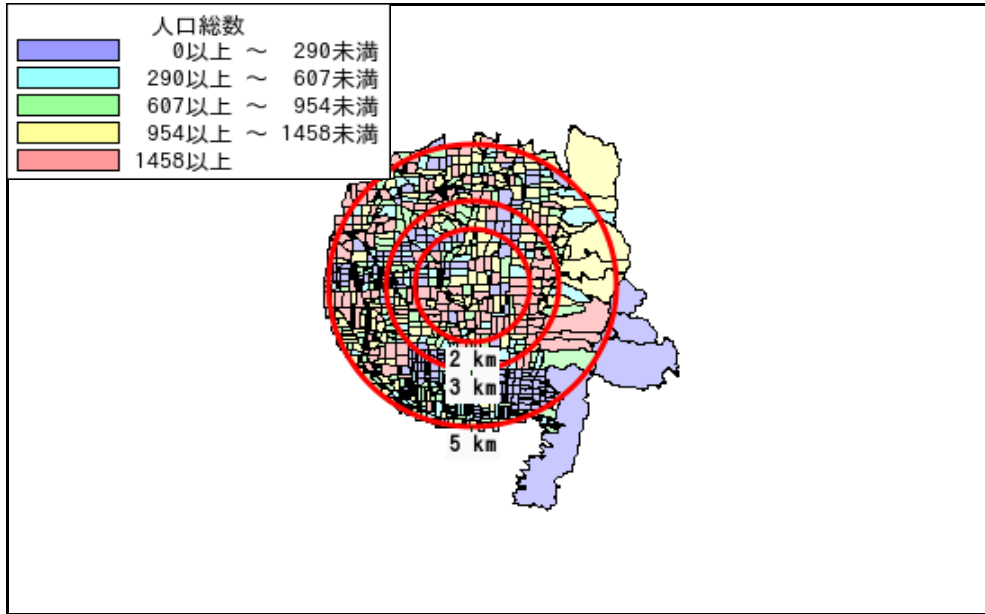 人口総数
0以上 ～ 290未満
290以上 ～ 607未満
607以上 ～ 954未満
954以上 ～ 1458未満
1458以上
2 km
3 km
5 km